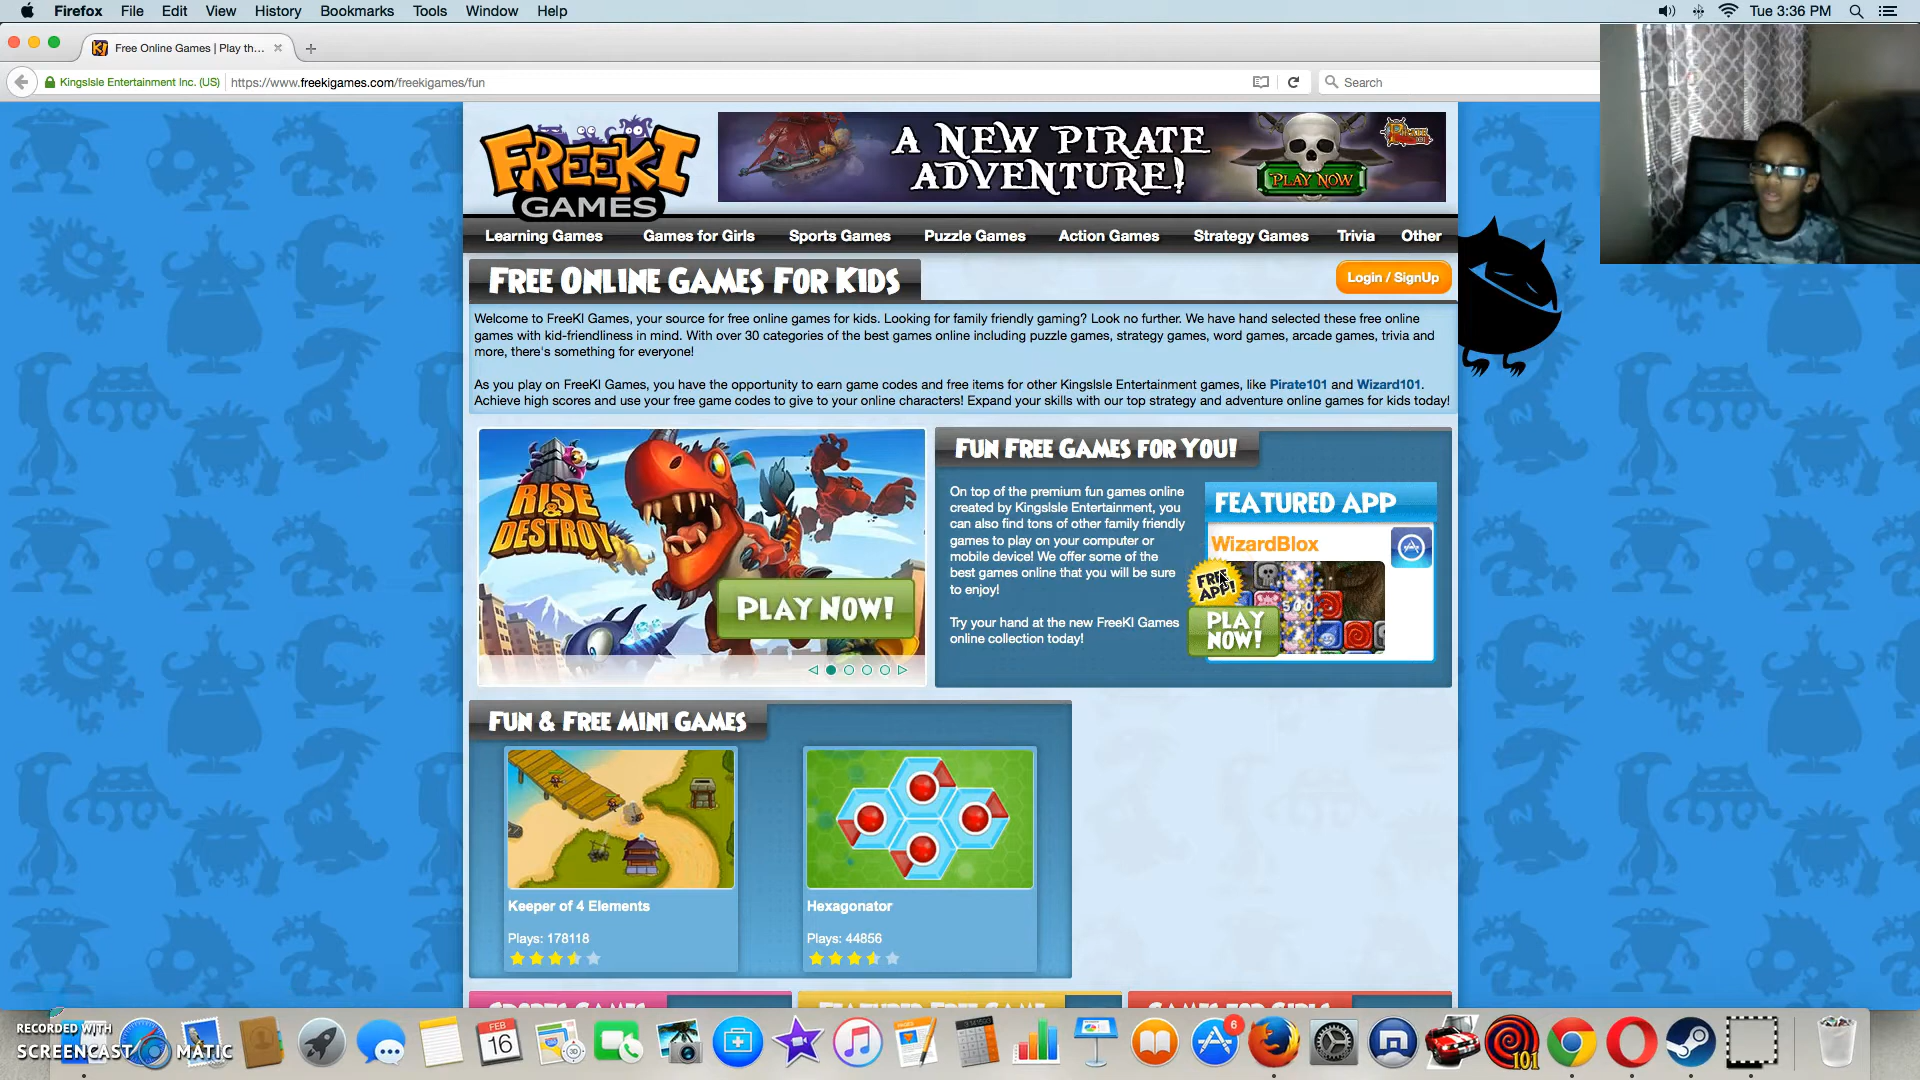 Firefox File Edit View History Bookmarks Tools Window Help
Tue 3:36 PM
Free Online Games | Play th...
KingsIsle Entertainment Inc. (US) https://www.freekigames.com/freekigames/fun
Search
FREEKI
GAMES
A NEW PIRATE
ADVENTURE!
PLAY NOW
Learning Games Games for Girls Sports Games Puzzle Games Action Games Strategy Games Trivia Other
FREE ONLINE GAMES FOR KIDS
Login / SignUp
Welcome to FreeKI Games, your source for free online games for kids. Looking for family friendly gaming? Look no further. We have hand selected these free online
games with kid-friendliness in mind. With over 30 categories of the best games online including puzzle games, strategy games, word games, arcade games, trivia and
more, there's something for everyone!
As you play on FreeKI Games, you have the opportunity to earn game codes and free items for other KingsIsle Entertainment games, like Pirate101 and Wizard101.
Achieve high scores and use your free game codes to give to your online characters! Expand your skills with our top strategy and adventure online games for kids today!
RISE
&
DESTROY
PLAY NOW!
FUN FREE GAMES FOR YOU!
On top of the premium fun games online
created by KingsIsle Entertainment, you
can also find tons of other family friendly
games to play on your computer or
mobile device! We offer some of the
best games online that you will be sure
to enjoy!
Try your hand at the new FreeKI Games
online collection today!
FEATURED APP
WizardBlox
FREE
APP!
500
PLAY
NOW!
FUN & FREE MINI GAMES
Keeper of 4 Elements
Plays: 178118
Hexagonator
Plays: 44856
SPORTS GAMES
FEATURED FREE GAME
GAMES FOR GIRLS
RECORDED WITH
SCREENCAST MATIC
FEB
16
6
101